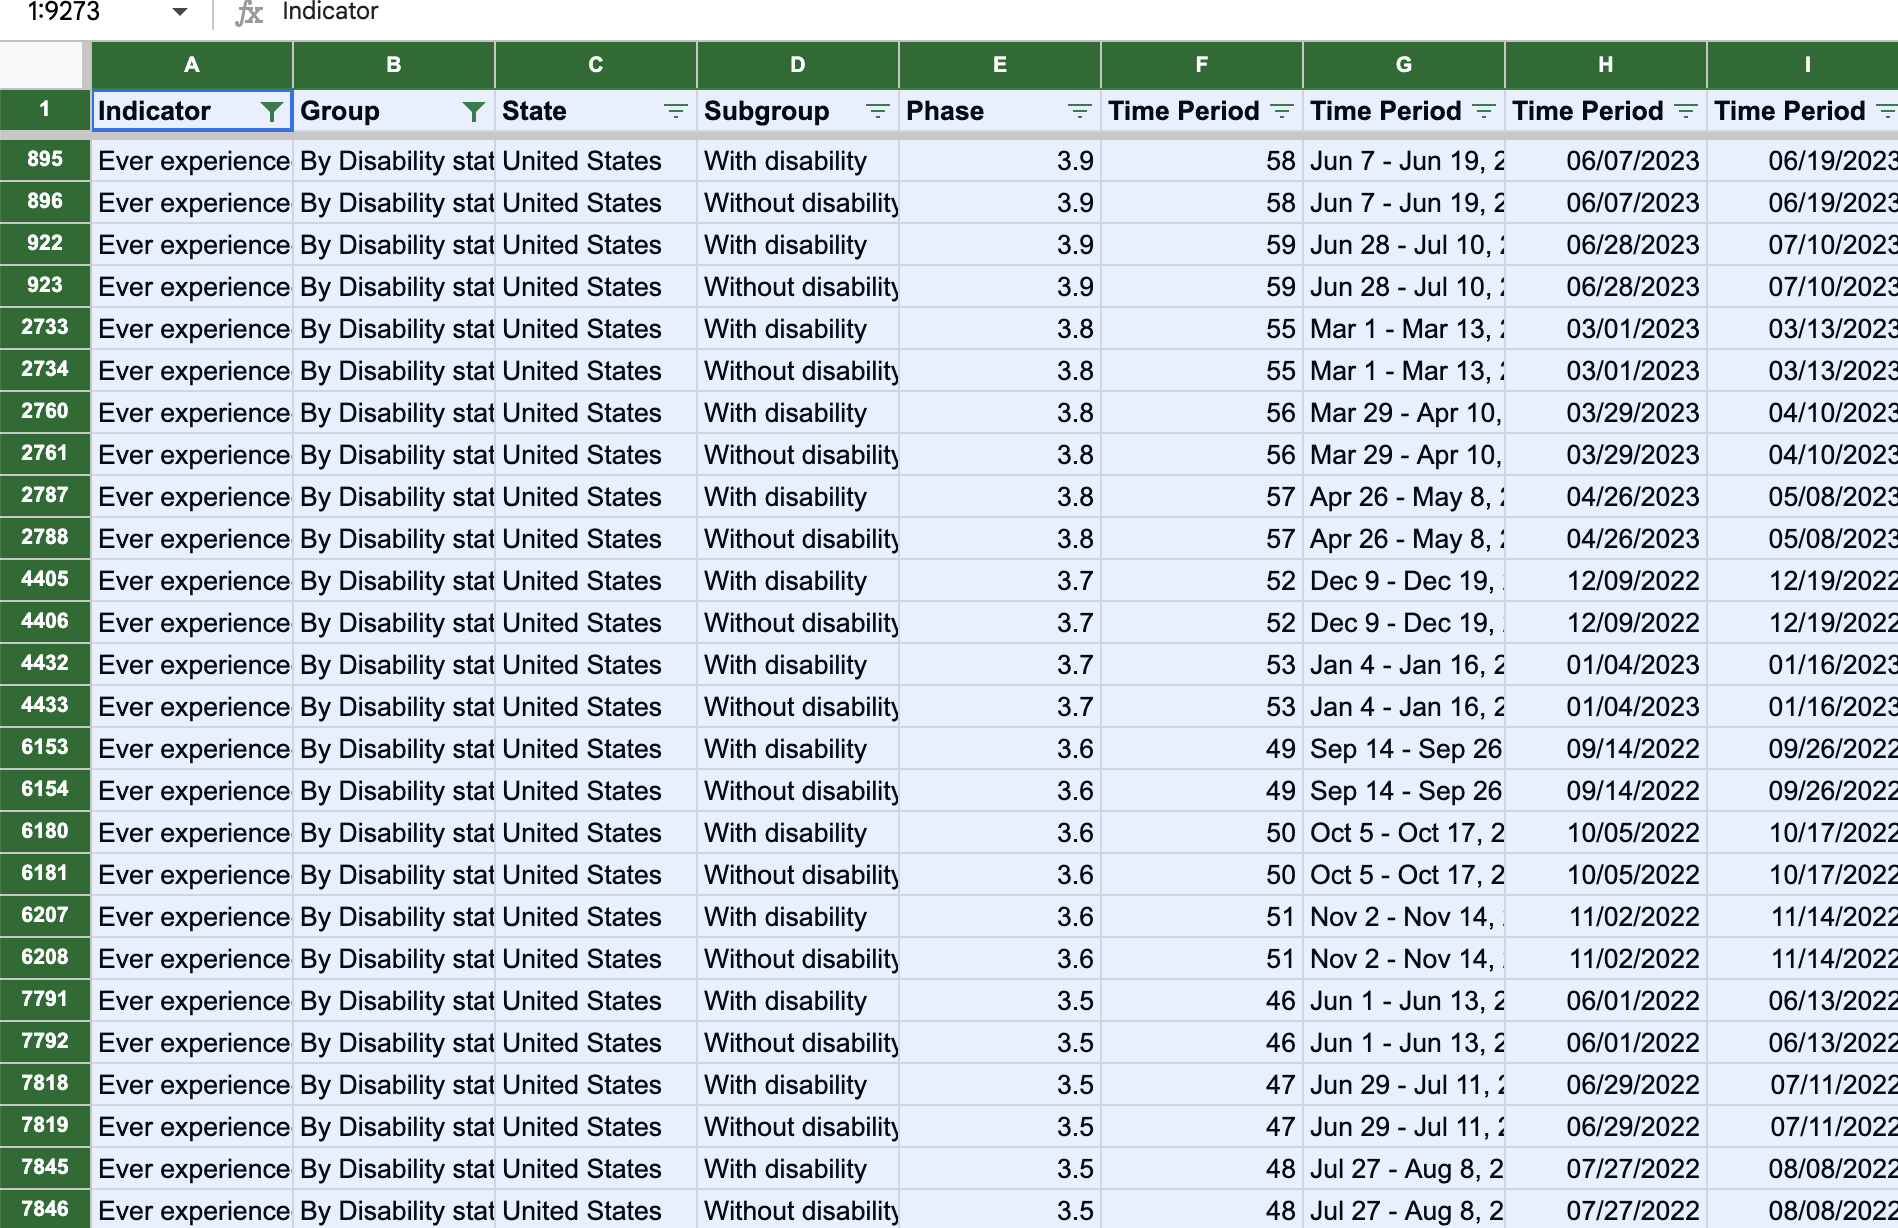 1:9273 fx Indicator
A B C D E F G H I
1 Indicator Group State Subgroup Phase Time Period Time Period Time Period Time Period
895 Ever experience By Disability stat United States With disability 3.9 58 Jun 7 - Jun 19, 2 06/07/2023 06/19/2023
896 Ever experience By Disability stat United States Without disability 3.9 58 Jun 7 - Jun 19, 2 06/07/2023 06/19/2023
922 Ever experience By Disability stat United States With disability 3.9 59 Jun 28 - Jul 10, 2 06/28/2023 07/10/2023
923 Ever experience By Disability stat United States Without disability 3.9 59 Jun 28 - Jul 10, 2 06/28/2023 07/10/2023
2733 Ever experience By Disability stat United States With disability 3.8 55 Mar 1 - Mar 13, 2 03/01/2023 03/13/2023
2734 Ever experience By Disability stat United States Without disability 3.8 55 Mar 1 - Mar 13, 2 03/01/2023 03/13/2023
2760 Ever experience By Disability stat United States With disability 3.8 56 Mar 29 - Apr 10, 03/29/2023 04/10/2023
2761 Ever experience By Disability stat United States Without disability 3.8 56 Mar 29 - Apr 10, 03/29/2023 04/10/2023
2787 Ever experience By Disability stat United States With disability 3.8 57 Apr 26 - May 8, 2 04/26/2023 05/08/2023
2788 Ever experience By Disability stat United States Without disability 3.8 57 Apr 26 - May 8, 2 04/26/2023 05/08/2023
4405 Ever experience By Disability stat United States With disability 3.7 52 Dec 9 - Dec 19, 12/09/2022 12/19/2022
4406 Ever experience By Disability stat United States Without disability 3.7 52 Dec 9 - Dec 19, 12/09/2022 12/19/2022
4432 Ever experience By Disability stat United States With disability 3.7 53 Jan 4 - Jan 16, 2 01/04/2023 01/16/2023
4433 Ever experience By Disability stat United States Without disability 3.7 53 Jan 4 - Jan 16, 2 01/04/2023 01/16/2023
6153 Ever experience By Disability stat United States With disability 3.6 49 Sep 14 - Sep 26 09/14/2022 09/26/2022
6154 Ever experience By Disability stat United States Without disability 3.6 49 Sep 14 - Sep 26 09/14/2022 09/26/2022
6180 Ever experience By Disability stat United States With disability 3.6 50 Oct 5 - Oct 17, 2 10/05/2022 10/17/2022
6181 Ever experience By Disability stat United States Without disability 3.6 50 Oct 5 - Oct 17, 2 10/05/2022 10/17/2022
6207 Ever experience By Disability stat United States With disability 3.6 51 Nov 2 - Nov 14, 11/02/2022 11/14/2022
6208 Ever experience By Disability stat United States Without disability 3.6 51 Nov 2 - Nov 14, 11/02/2022 11/14/2022
7791 Ever experience By Disability stat United States With disability 3.5 46 Jun 1 - Jun 13, 2 06/01/2022 06/13/2022
7792 Ever experience By Disability stat United States Without disability 3.5 46 Jun 1 - Jun 13, 2 06/01/2022 06/13/2022
7818 Ever experience By Disability stat United States With disability 3.5 47 Jun 29 - Jul 11, 2 06/29/2022 07/11/2022
7819 Ever experience By Disability stat United States Without disability 3.5 47 Jun 29 - Jul 11, 2 06/29/2022 07/11/2022
7845 Ever experience By Disability stat United States With disability 3.5 48 Jul 27 - Aug 8, 2 07/27/2022 08/08/2022
7846 Ever experience By Disability stat United States Without disability 3.5 48 Jul 27 - Aug 8, 2 07/27/2022 08/08/2022